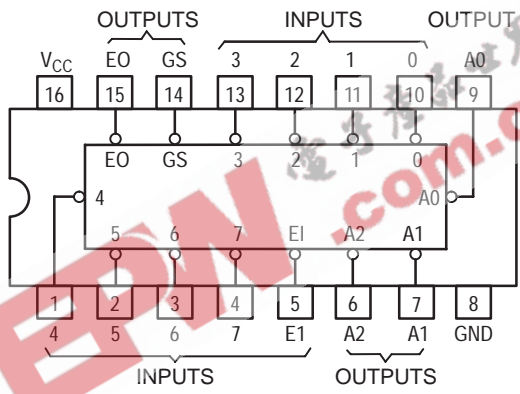 OUTPUTS INPUTS OUTPUT
VCC EO GS 3 2 1 0 A0
16 15 14 13 12 11 10 9
EO GS 3 2 1 0
4 A0
5 6 7 EI A2 A1
1 2 3 4 5 6 7 8
4 5 6 7 E1 A2 A1 GND
INPUTS OUTPUTS
EPW .com.c